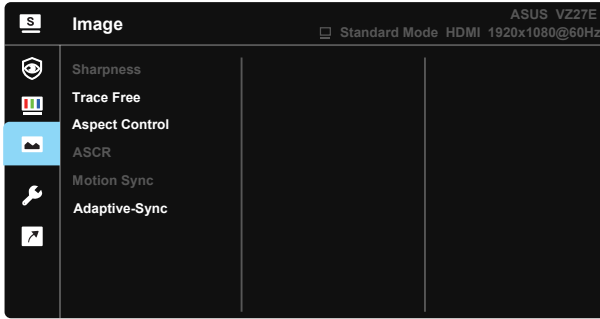 S
Image
ASUS VZ27E
Standard Mode HDMI 1920x1080@60Hz
Sharpness
Trace Free
Aspect Control
ASCR
Motion Sync
Adaptive-Sync